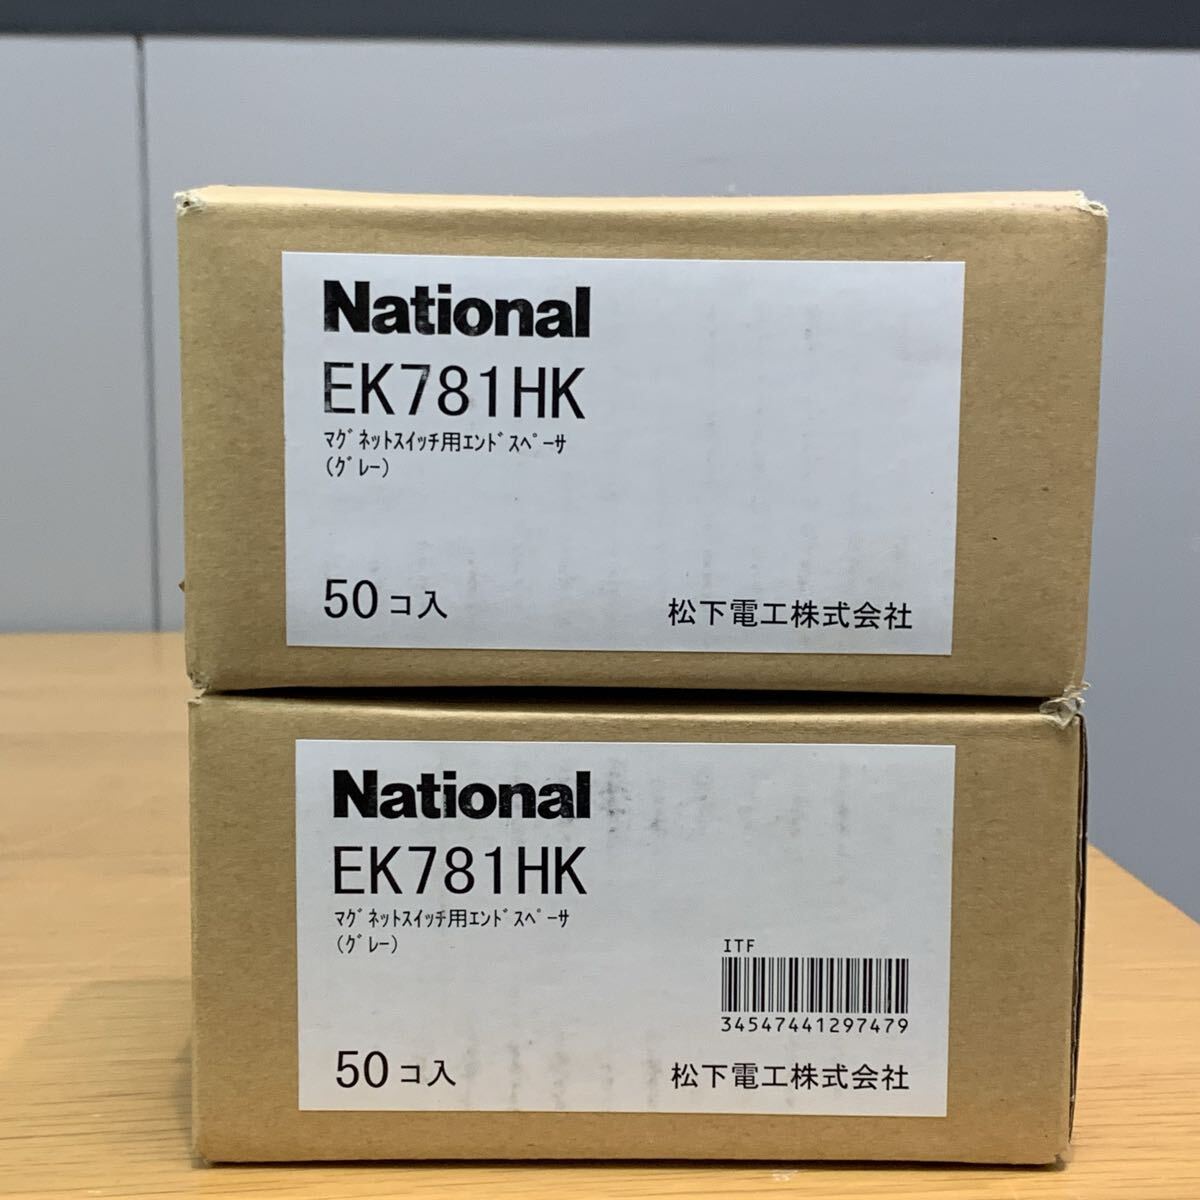 National
EK781HK
ﾏｸﾞﾈｯﾄｽｲｯﾁ用ｴﾝﾄﾞｽﾍﾟｰｻ
(ｸﾞﾚｰ)
50コ入
松下電工株式会社
National
EK781HK
ﾏｸﾞﾈｯﾄｽｲｯﾁ用ｴﾝﾄﾞｽﾍﾟｰｻ
(ｸﾞﾚｰ)
ITF
34547441297479
50コ入
松下電工株式会社